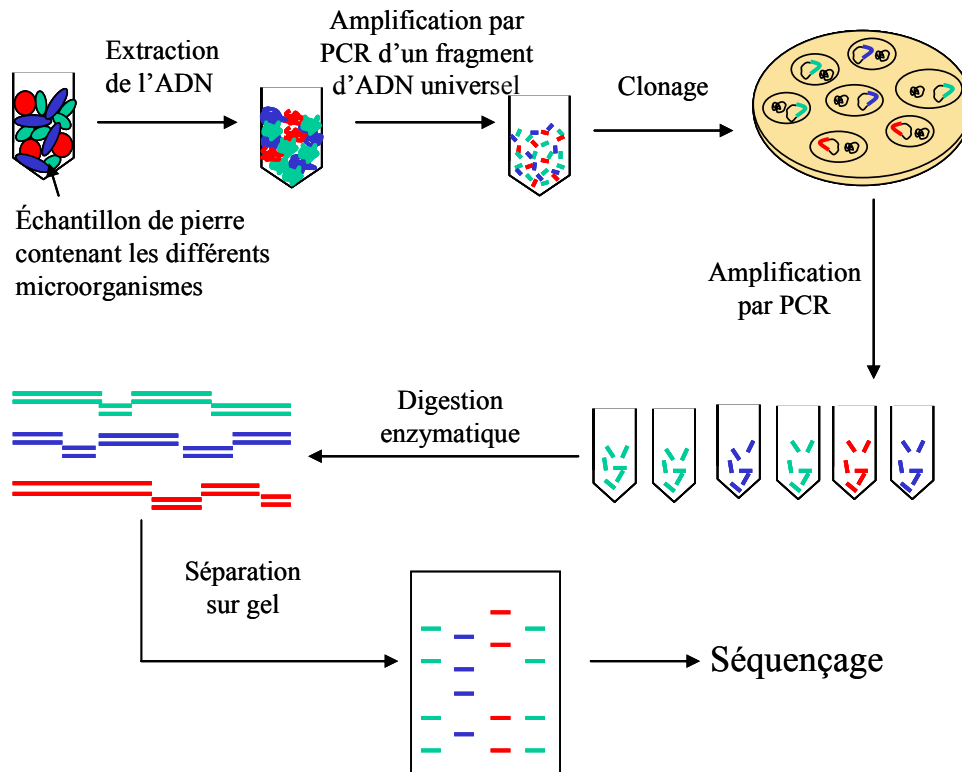 Extraction
de l'ADN
Amplification par
PCR d'un fragment
d'ADN universel
Clonage
Échantillon de pierre
contenant les différents
microorganismes
Amplification
par PCR
Digestion
enzymatique
Séparation
sur gel
Séquençage